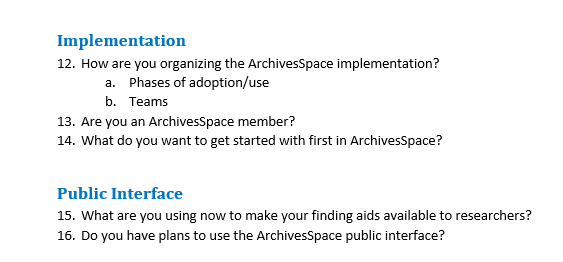 Implementation
12. How are you organizing the ArchivesSpace implementation?
a. Phases of adoption/use
b. Teams
13. Are you an ArchivesSpace member?
14. What do you want to get started with first in ArchivesSpace?
Public Interface
15. What are you using now to make your finding aids available to researchers?
16. Do you have plans to use the ArchivesSpace public interface?